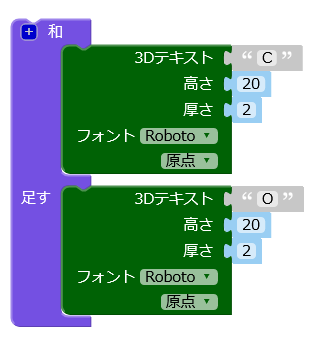 + 和
3Dテキスト “ C ”
高さ 20
厚さ 2
フォント Roboto ▼
原点 ▼
足す 3Dテキスト “ O ”
高さ 20
厚さ 2
フォント Roboto ▼
原点 ▼